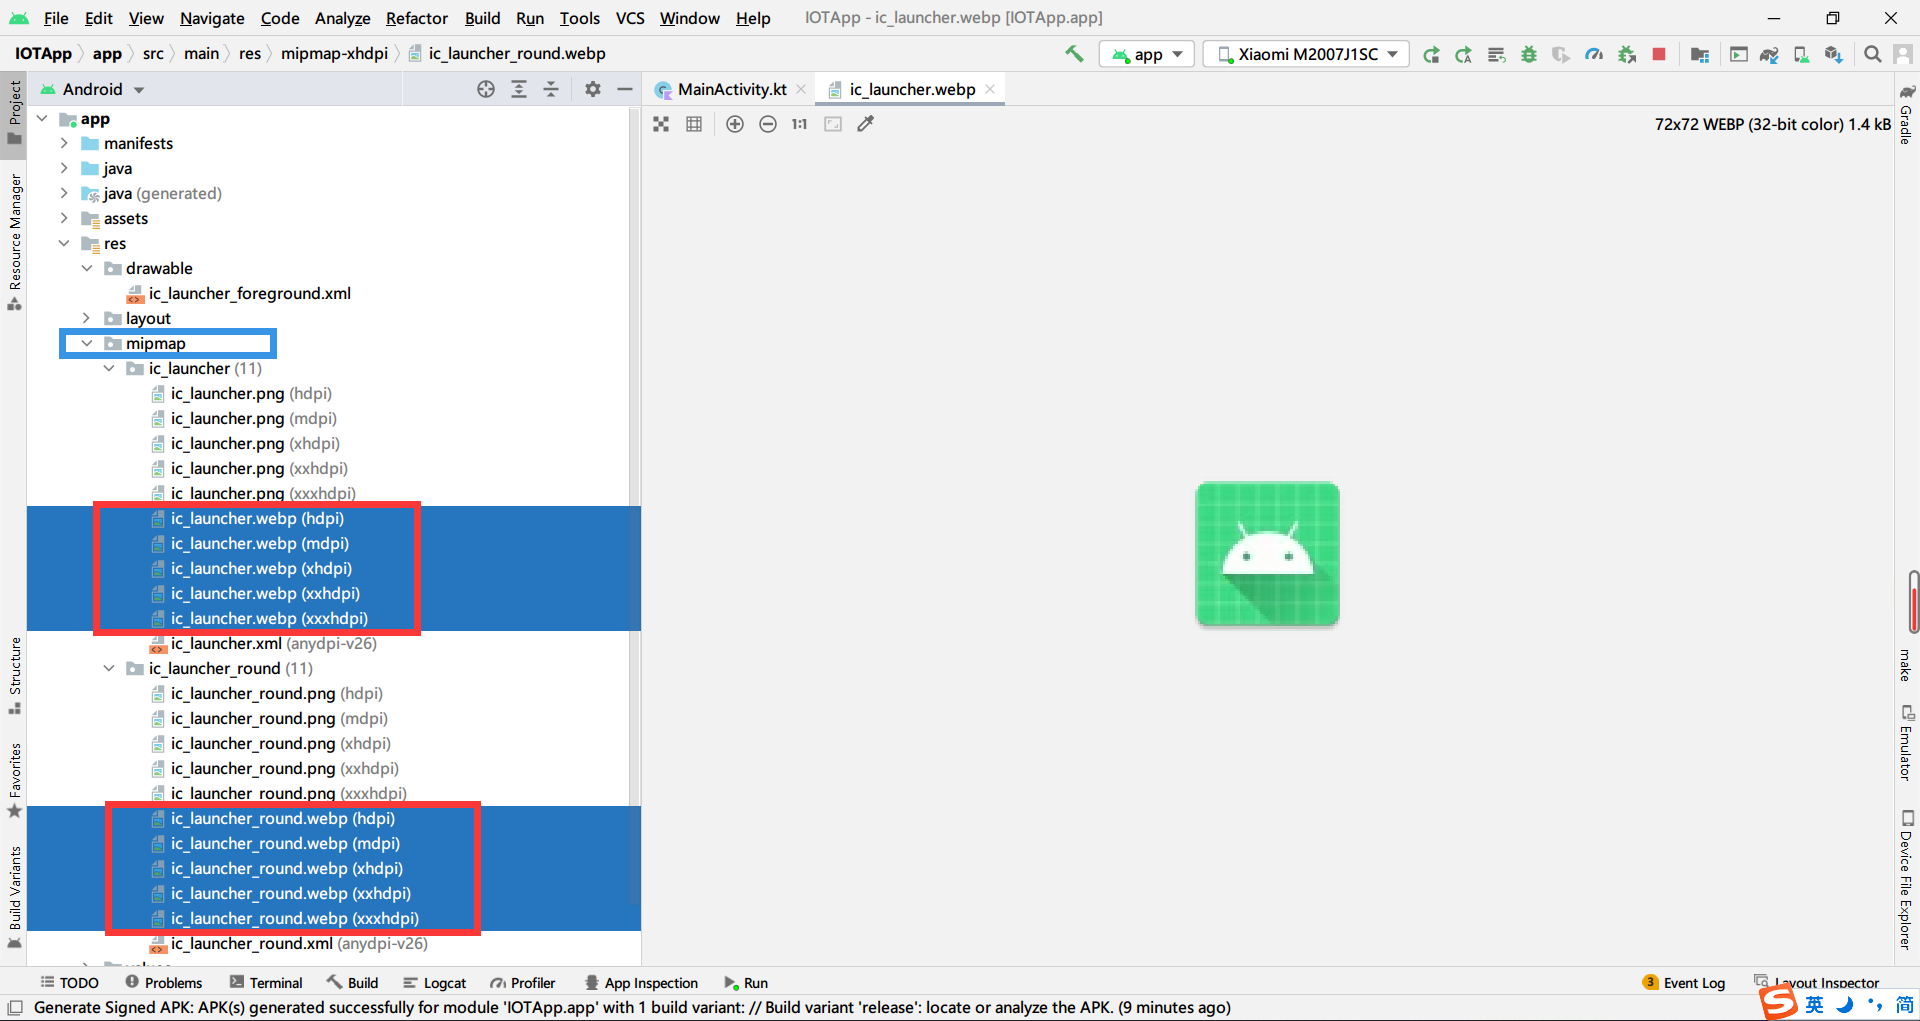 File Edit View Navigate Code Analyze Refactor Build Run Tools VCS Window Help IOTApp - ic_launcher.webp [IOTApp.app]
IOTApp app src main res mipmap-xhdpi ic_launcher_round.webp app Xiaomi M2007J1SC
Android
MainActivity.kt ic_launcher.webp
72x72 WEBP (32-bit color) 1.4 kB
app
manifests
java
java (generated)
assets
res
drawable
ic_launcher_foreground.xml
layout
mipmap
ic_launcher (11)
ic_launcher.png (hdpi)
ic_launcher.png (mdpi)
ic_launcher.png (xhdpi)
ic_launcher.png (xxhdpi)
ic_launcher.png (xxxhdpi)
ic_launcher.webp (hdpi)
ic_launcher.webp (mdpi)
ic_launcher.webp (xhdpi)
ic_launcher.webp (xxhdpi)
ic_launcher.webp (xxxhdpi)
ic_launcher.xml (anydpi-v26)
ic_launcher_round (11)
ic_launcher_round.png (hdpi)
ic_launcher_round.png (mdpi)
ic_launcher_round.png (xhdpi)
ic_launcher_round.png (xxhdpi)
ic_launcher_round.png (xxxhdpi)
ic_launcher_round.webp (hdpi)
ic_launcher_round.webp (mdpi)
ic_launcher_round.webp (xhdpi)
ic_launcher_round.webp (xxhdpi)
ic_launcher_round.webp (xxxhdpi)
ic_launcher_round.xml (anydpi-v26)
Project
Resource Manager
Structure
Favorites
Build Variants
1:1
Gradle
make
Emulator
Device File Explorer
TODO Problems Terminal Build Logcat Profiler App Inspection Run 3 Event Log Layout Inspector
Generate Signed APK: APK(s) generated successfully for module 'IOTApp.app' with 1 build variant: // Build variant 'release': locate or analyze the APK. (9 minutes ago)
S 英 简